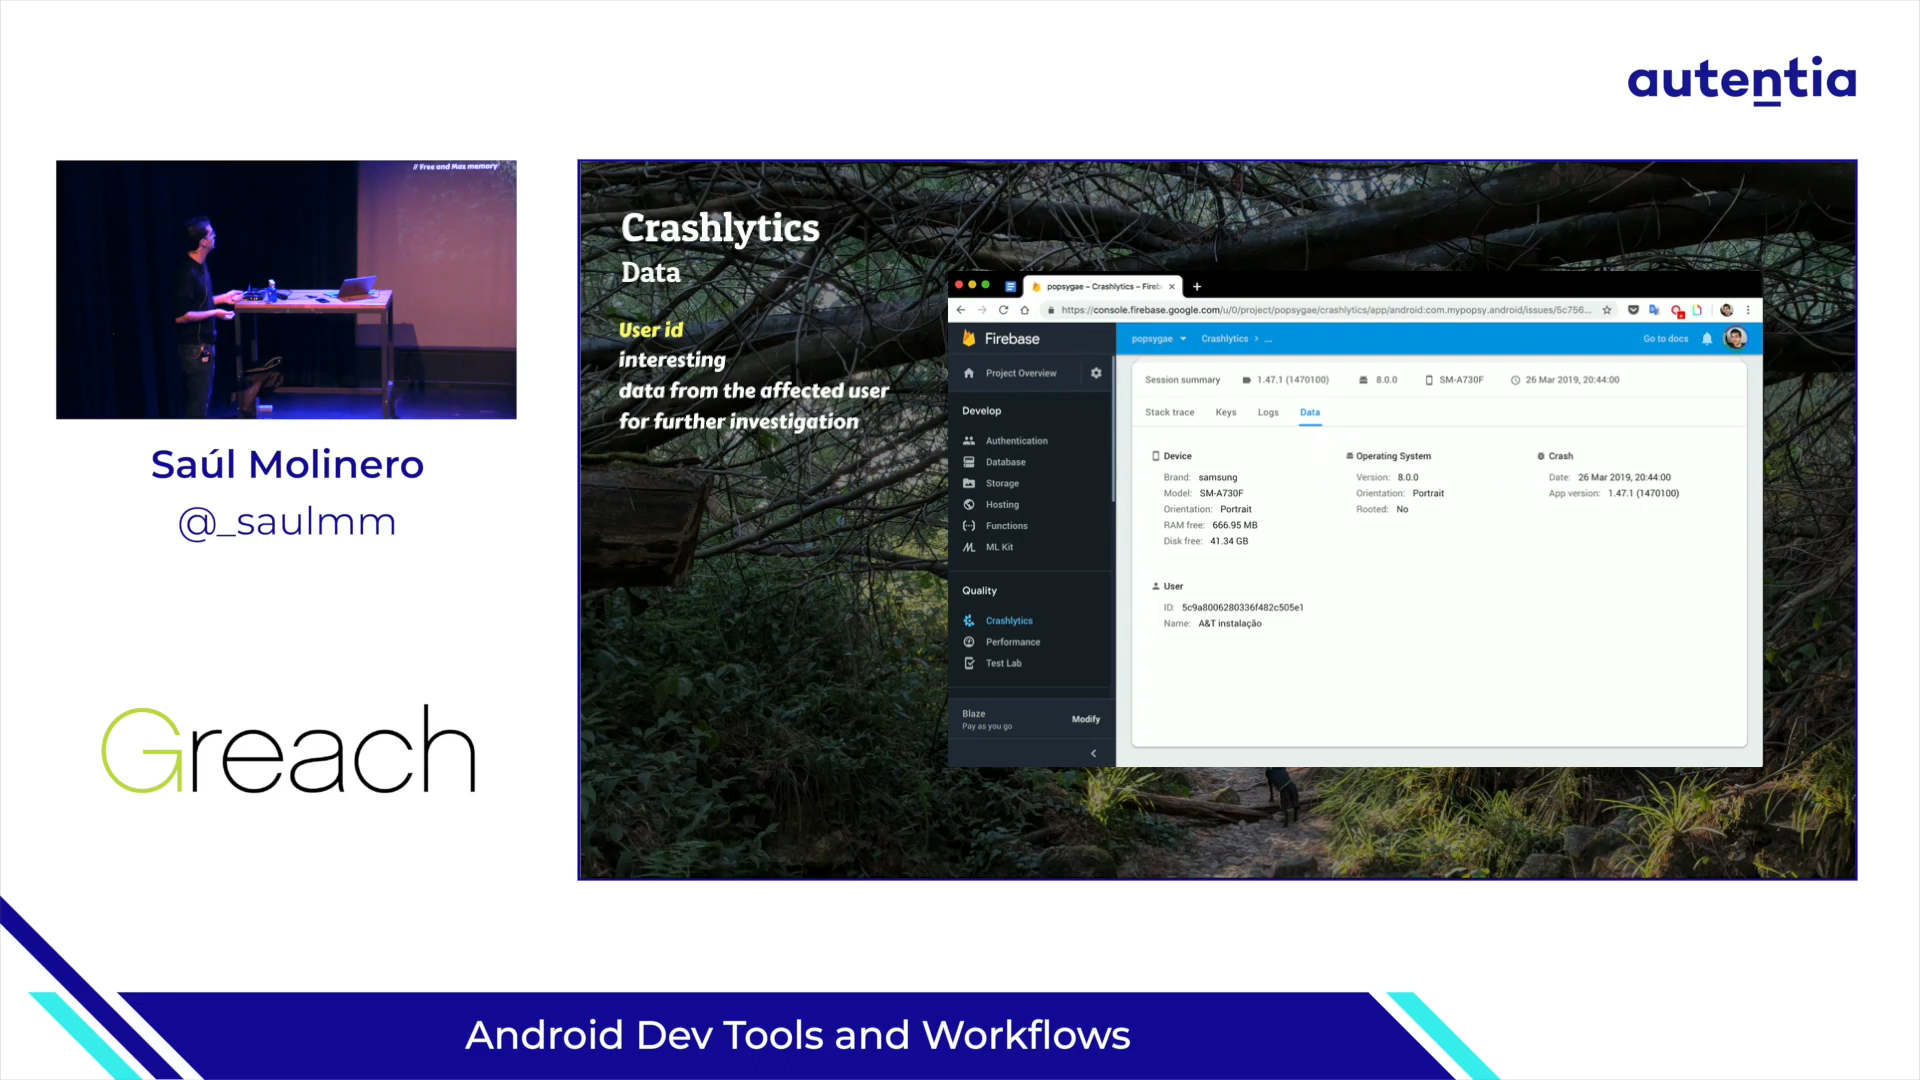 autentia
// Free and Max memory
Saúl Molinero
@_saulmm
Greach
Crashlytics
Data
User id
interesting
data from the affected user
for further investigation
popsygae – Crashlytics – Fireb
https://console.firebase.google.com/u/0/project/popsygae/crashlytics/app/android:com.mypopsy.android/issues/5c756...
Firebase
popsygae
Crashlytics > ...
Go to docs
Project Overview
Develop
Authentication
Database
Storage
Hosting
Functions
ML Kit
Quality
Crashlytics
Performance
Test Lab
Blaze
Pay as you go
Modify
Session summary 1.47.1 (1470100) 8.0.0 SM-A730F 26 Mar 2019, 20:44:00
Stack trace Keys Logs Data
Device
Brand: samsung
Model: SM-A730F
Orientation: Portrait
RAM free: 666.95 MB
Disk free: 41.34 GB
Operating System
Version: 8.0.0
Orientation: Portrait
Rooted: No
Crash
Date: 26 Mar 2019, 20:44:00
App version: 1.47.1 (1470100)
User
ID: 5c9a8006280336f482c505e1
Name: A&T instalação
Android Dev Tools and Workflows